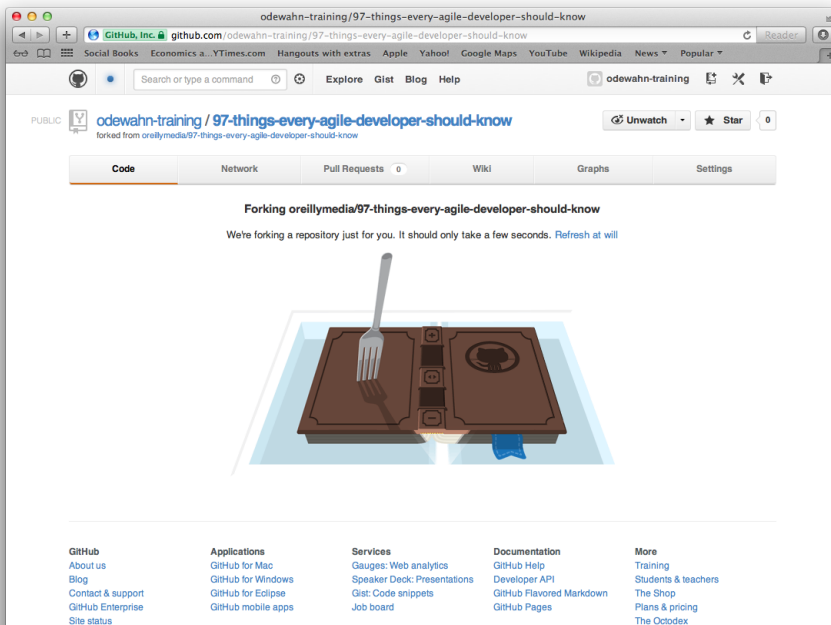 odewahn-training/97-things-every-agile-developer-should-know
GitHub, Inc. github.com/odewahn-training/97-things-every-agile-developer-should-know Reader
Social Books Economics a...YTimes.com Hangouts with extras Apple Yahoo! Google Maps YouTube Wikipedia News Popular
Search or type a command Explore Gist Blog Help odewahn-training
PUBLIC odewahn-training / 97-things-every-agile-developer-should-know Unwatch Star 0
forked from oreillymedia/97-things-every-agile-developer-should-know
Code Network Pull Requests 0 Wiki Graphs Settings
Forking oreillymedia/97-things-every-agile-developer-should-know
We're forking a repository just for you. It should only take a few seconds. Refresh at will
GitHub Applications Services Documentation More
About us GitHub for Mac Gauges: Web analytics GitHub Help Training
Blog GitHub for Windows Speaker Deck: Presentations Developer API Students & teachers
Contact & support GitHub for Eclipse Gist: Code snippets GitHub Flavored Markdown The Shop
GitHub Enterprise GitHub mobile apps Job board GitHub Pages Plans & pricing
Site status The Octodex